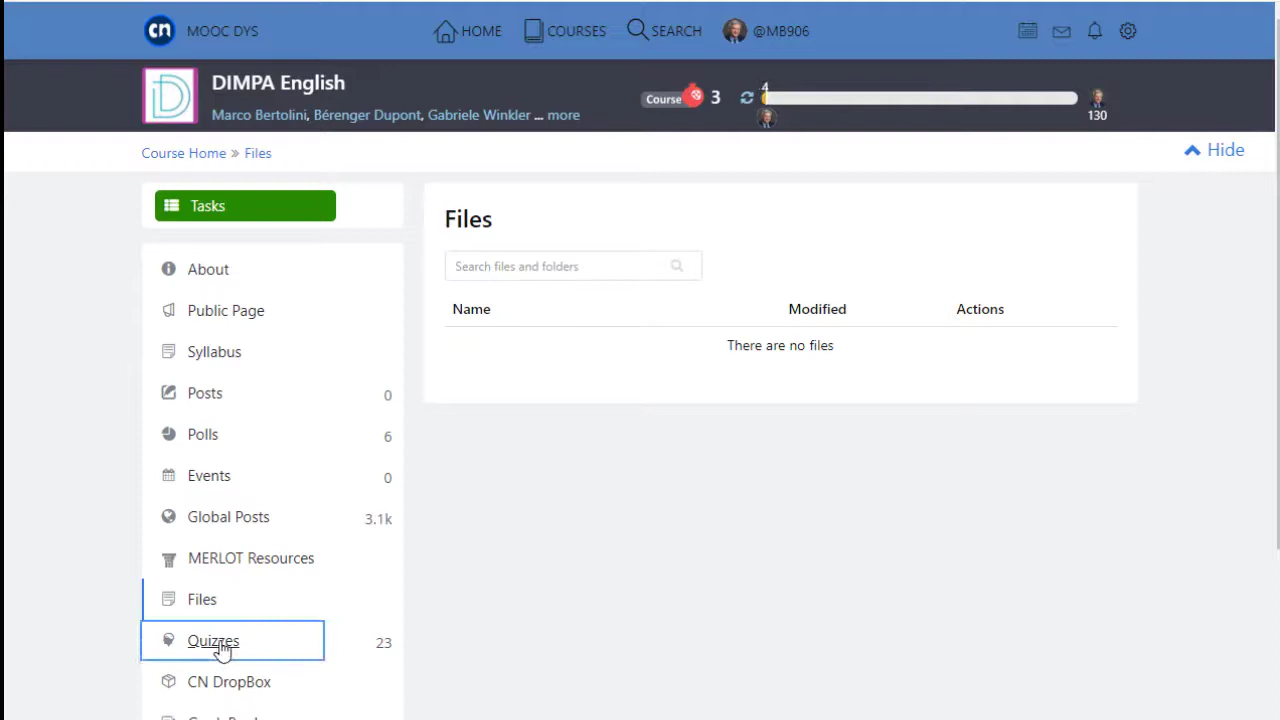 cn MOOC DYS HOME COURSES SEARCH @MB906
DIMPA English
Marco Bertolini, Bérenger Dupont, Gabriele Winkler ... more
Course 3 4 130
Course Home » Files
Hide
Tasks
About
Public Page
Syllabus
Posts 0
Polls 6
Events 0
Global Posts 3.1k
MERLOT Resources
Files
Quizzes 23
CN DropBox
Files
Search files and folders
Name Modified Actions
There are no files